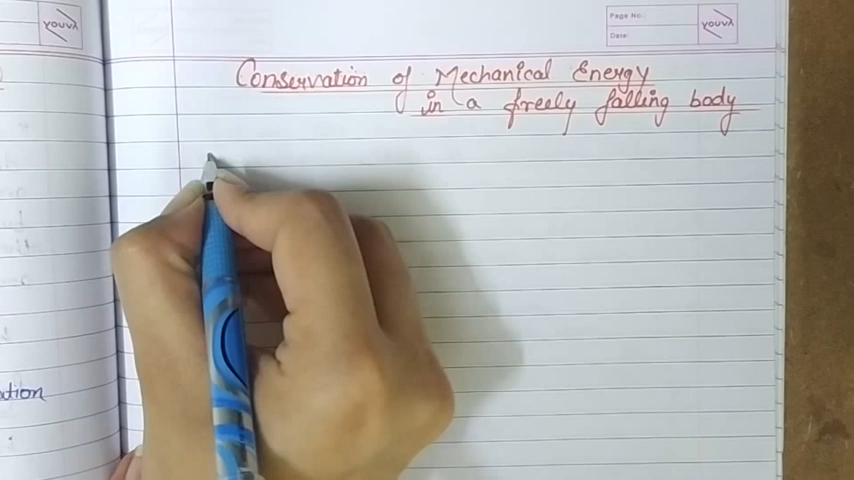 youva
Page No.:
Date:
youva
Conservation of Mechanical Energy
in a freely falling body
ation